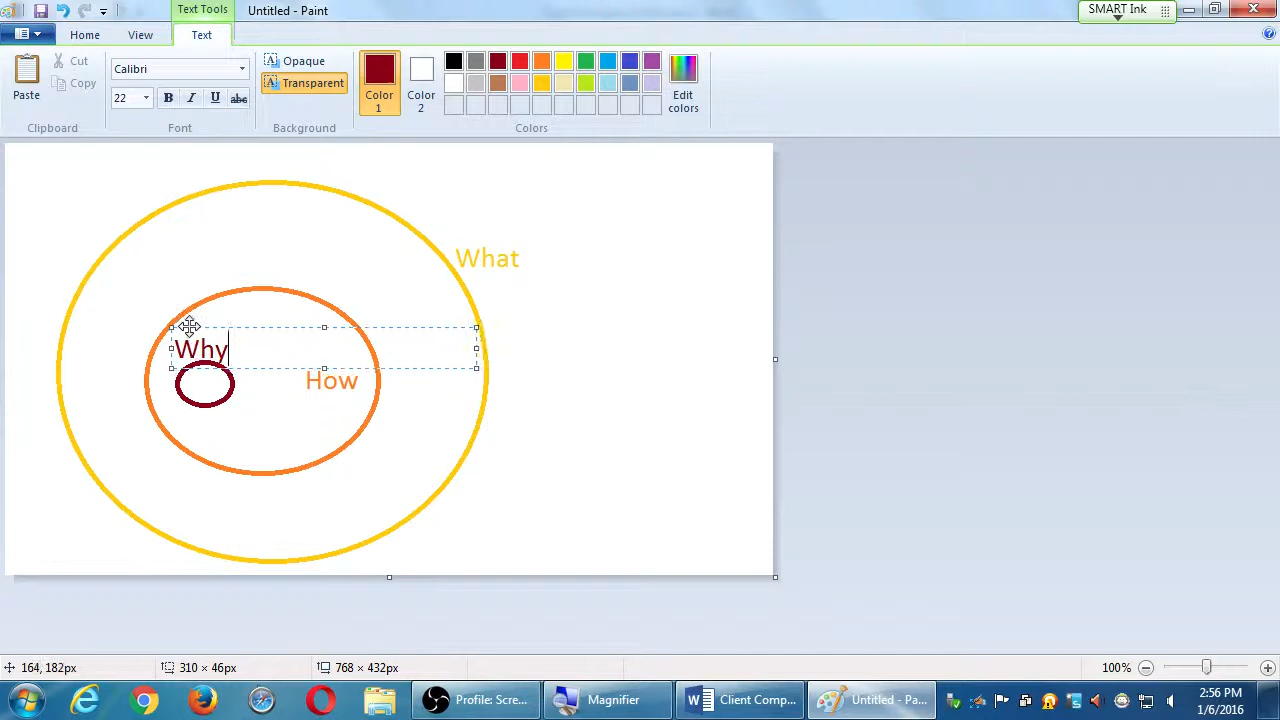 Text Tools
Untitled - Paint
SMART Ink
Home
View
Text
Paste
Cut
Copy
Clipboard
Calibri
22
B I U abc
Font
Opaque
Transparent
Background
Color 1
Color 2
Edit colors
Colors
What
Why
How
164, 182px
310 × 46px
768 × 432px
100%
Profile: Scre...
Magnifier
Client Comp...
Untitled - Pa...
2:56 PM
1/6/2016